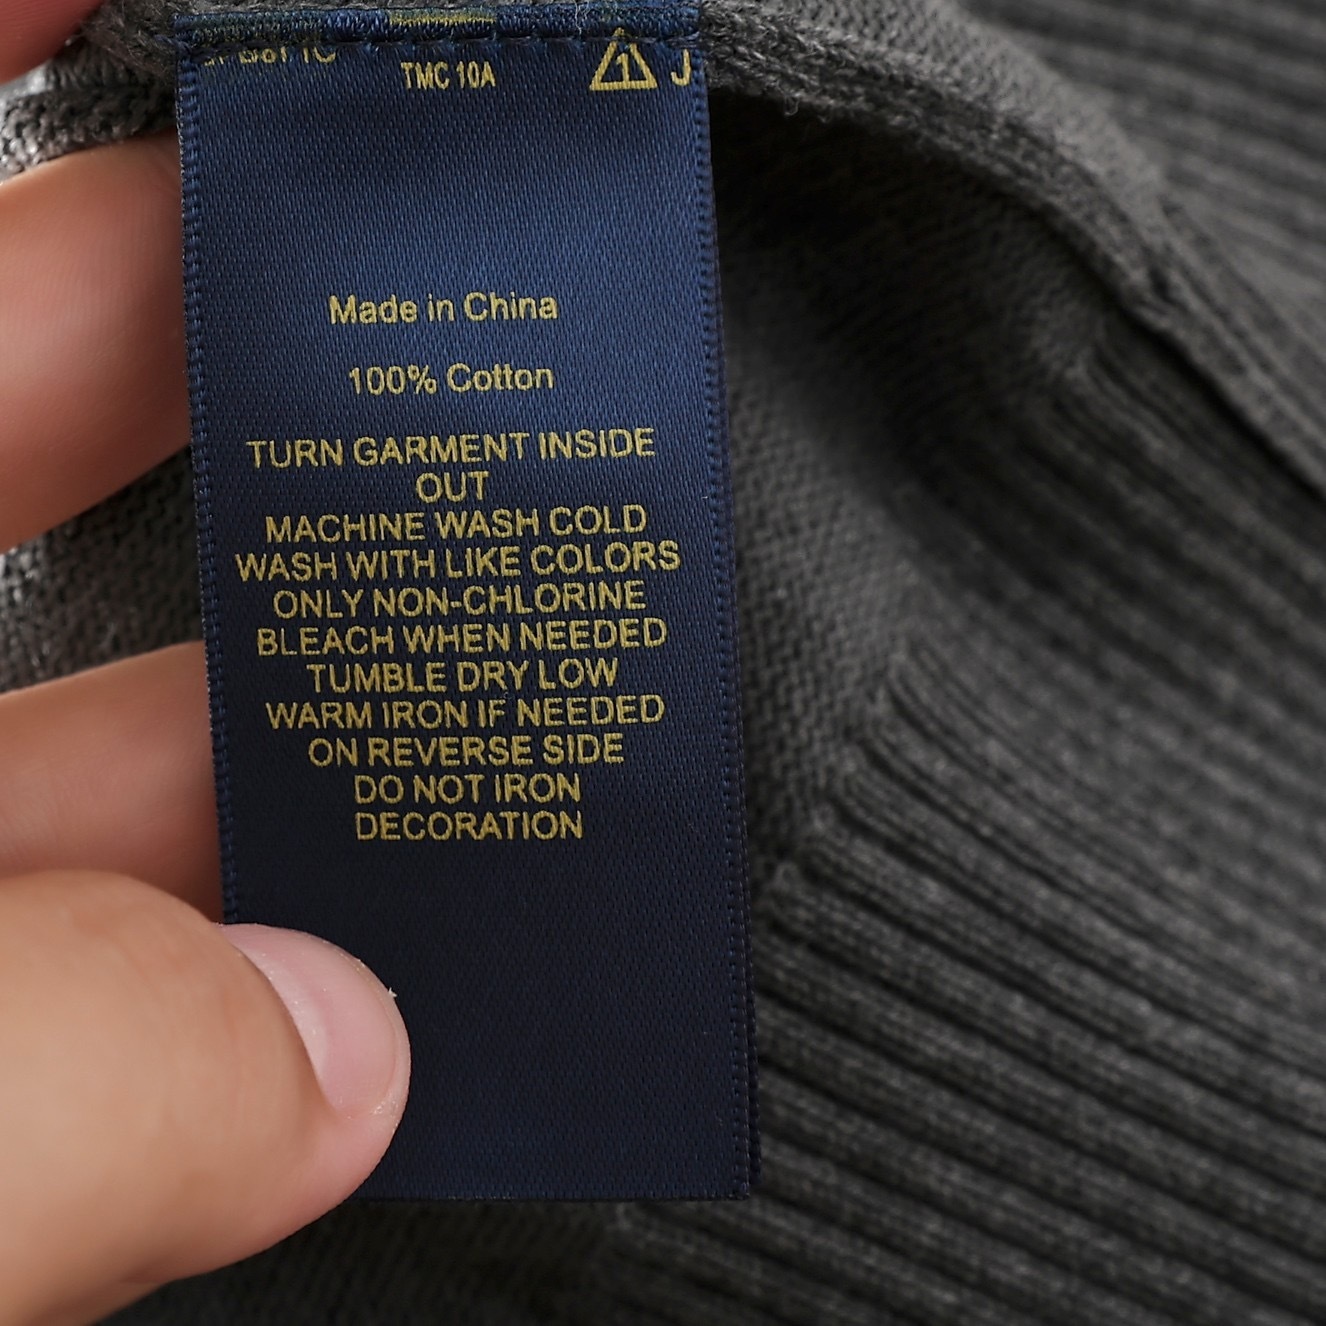 TMC 10A
1 J
Made in China
100% Cotton
TURN GARMENT INSIDE
OUT
MACHINE WASH COLD
WASH WITH LIKE COLORS
ONLY NON-CHLORINE
BLEACH WHEN NEEDED
TUMBLE DRY LOW
WARM IRON IF NEEDED
ON REVERSE SIDE
DO NOT IRON
DECORATION